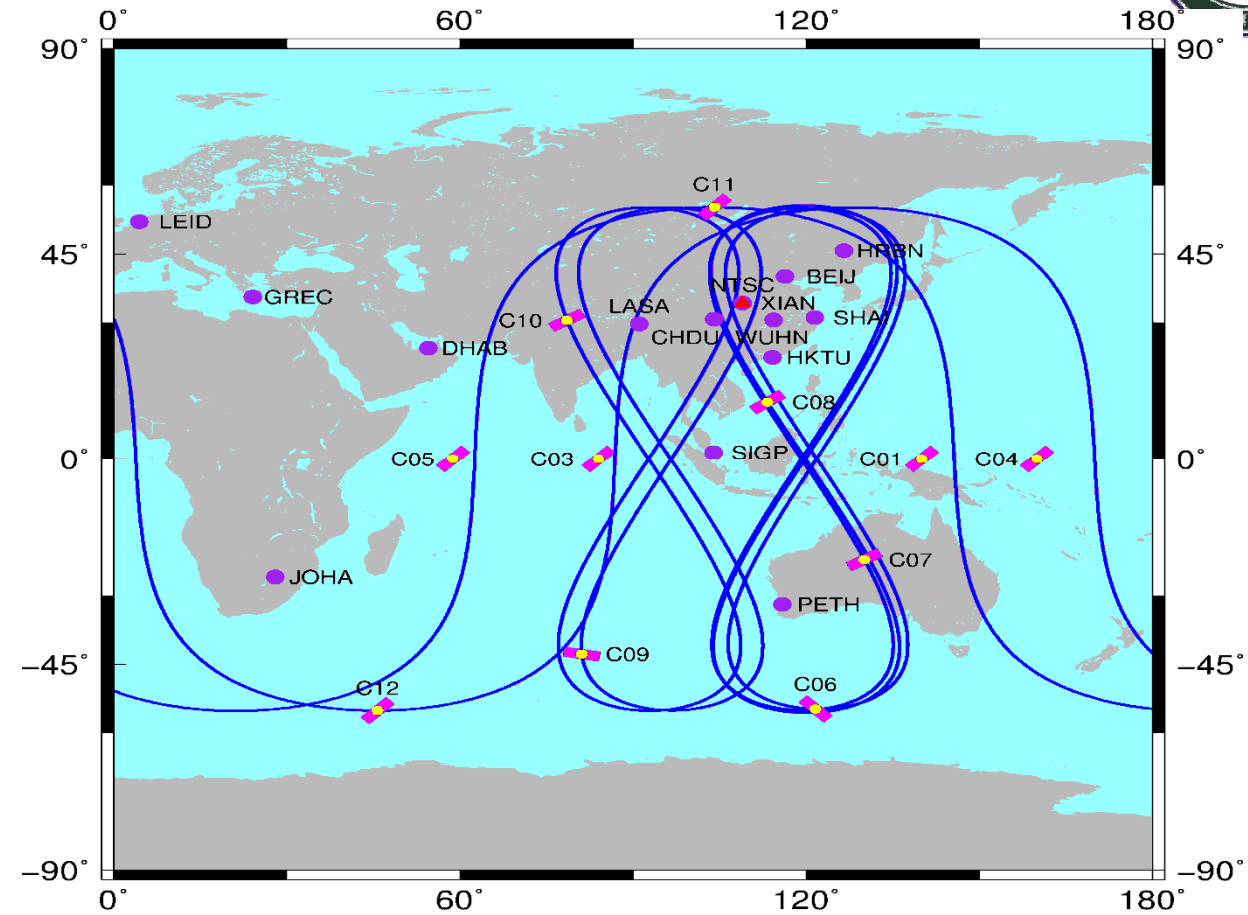 0° 60° 120° 180°
90° 90°
C11
LEID
HRBN
45° 45°
BEIJ
NTSC
GREC LASA XIAN
C10 SHAI
CHDU WUHN
DHAB HKTU
C08
0° C05 C03 SIGP C01 C04 0°
C07
JOHA
PETH
−45° C09 −45°
C12 C06
−90° −90°
0° 60° 120° 180°